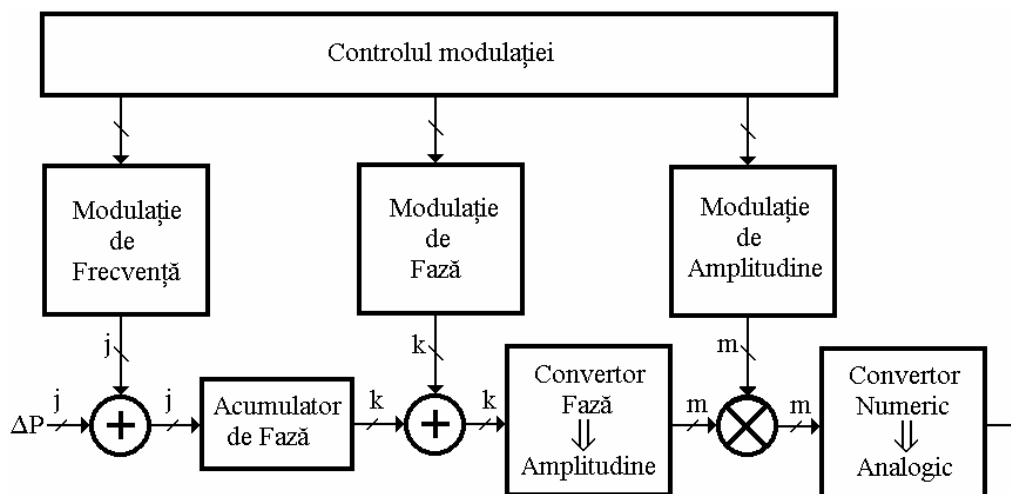 Controlul modulației
Modulație
de
Frecvență
Modulație
de
Fază
Modulație
de
Amplitudine
j
k
m
ΔP
j
j
Acumulator
de Fază
k
k
Convertor
Fază
⇓
Amplitudine
m
m
Convertor
Numeric
⇓
Analogic